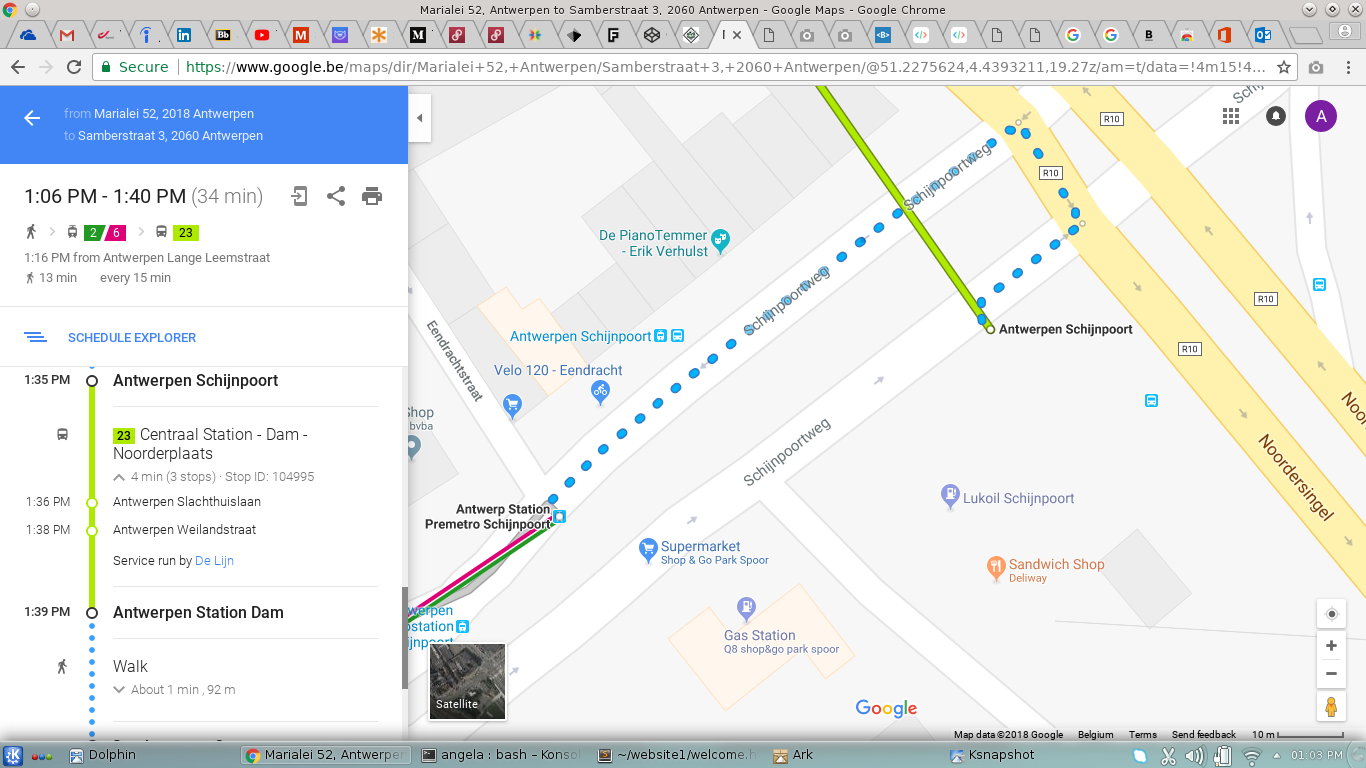 Marialei 52, Antwerpen to Samberstraat 3, 2060 Antwerpen - Google Maps - Google Chrome
Secure
https://www.google.be/maps/dir/Marialei+52,+Antwerpen/Samberstraat+3,+2060+Antwerpen/@51.2275624,4.4393211,19.27z/am=t/data=!4m15!4...
from Marialei 52, 2018 Antwerpen
to Samberstraat 3, 2060 Antwerpen
1:06 PM - 1:40 PM (34 min)
2 6 23
1:16 PM from Antwerpen Lange Leemstraat
13 min every 15 min
SCHEDULE EXPLORER
1:35 PM Antwerpen Schijnpoort
23 Centraal Station - Dam -
Noorderplaats
4 min (3 stops) · Stop ID: 104995
1:36 PM Antwerpen Slachthuislaan
1:38 PM Antwerpen Weilandstraat
Service run by De Lijn
1:39 PM Antwerpen Station Dam
Walk
About 1 min , 92 m
Schijnpoortweg
R10
R10
R10
R10
A
De PianoTemmer
- Erik Verhulst
Schijnpoortweg
Antwerpen Schijnpoort
Antwerpen Schijnpoort
Eendrachtstraat
Velo 120 - Eendracht
Shop
bvba
Schijnpoortweg
Antwerp Station
Premetro Schijnpoort
Lukoil Schijnpoort
Noordersingel
Supermarket
Shop & Go Park Spoor
Sandwich Shop
Deliway
Gas Station
Q8 shop&go park spoor
Satellite
Google
Map data ©2018 Google Belgium Terms Send feedback 10 m
Dolphin
Marialei 52, Antwerper
angela : bash – Konso
~/website1/welcome.h
Ark
Ksnapshot
01:03 PM